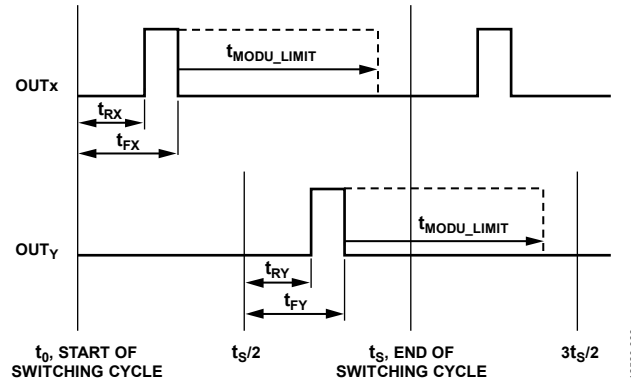 OUTx
tMODU_LIMIT
tRX
tFX
OUTY
tMODU_LIMIT
tRY
tFY
t0, START OF
SWITCHING CYCLE
tS/2
tS, END OF
SWITCHING CYCLE
3tS/2